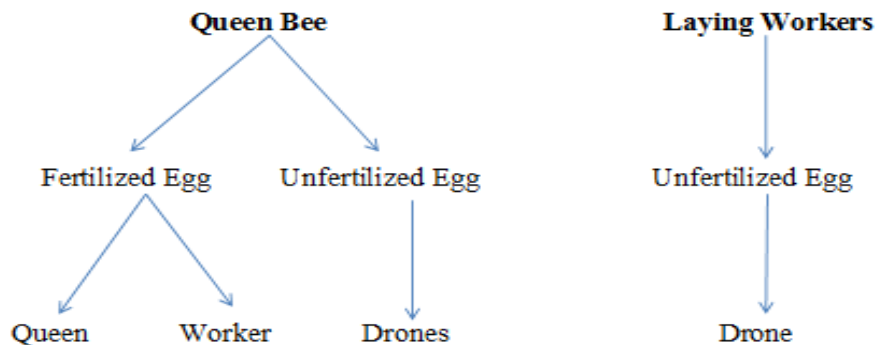 Queen Bee Laying Workers
Fertilized Egg Unfertilized Egg Unfertilized Egg
Queen Worker Drones Drone